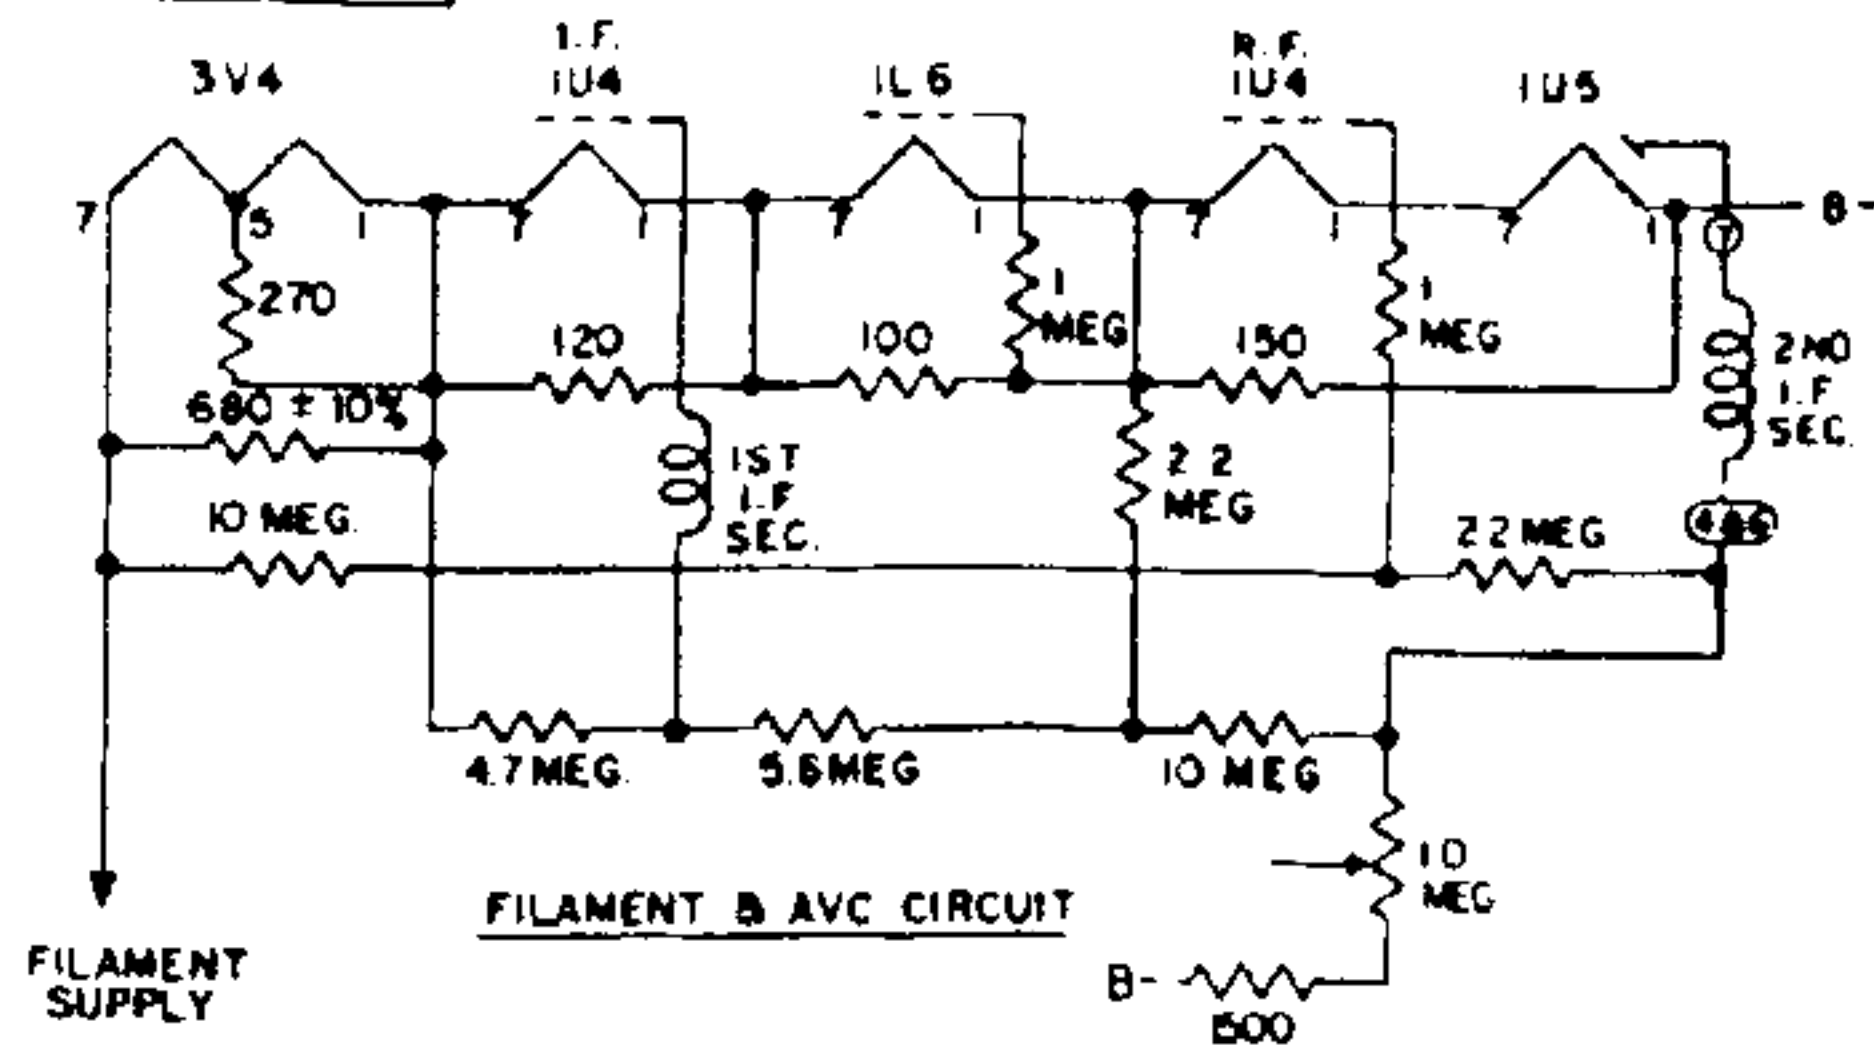 3V4
I.F.
1U4
1L6
R.F.
1U4
1U5
7
5
1
7
1
7
1
7
1
7
1
B-
270
120
1
MEG
100
1
MEG
150
2ND
I.F
SEC.
680 ± 10%
1ST
I.F
SEC.
2 2
MEG
10 MEG.
2 2 MEG
4.7 MEG.
5.6 MEG
10 MEG
1 0
MEG
FILAMENT & AVC CIRCUIT
FILAMENT
SUPPLY
B-